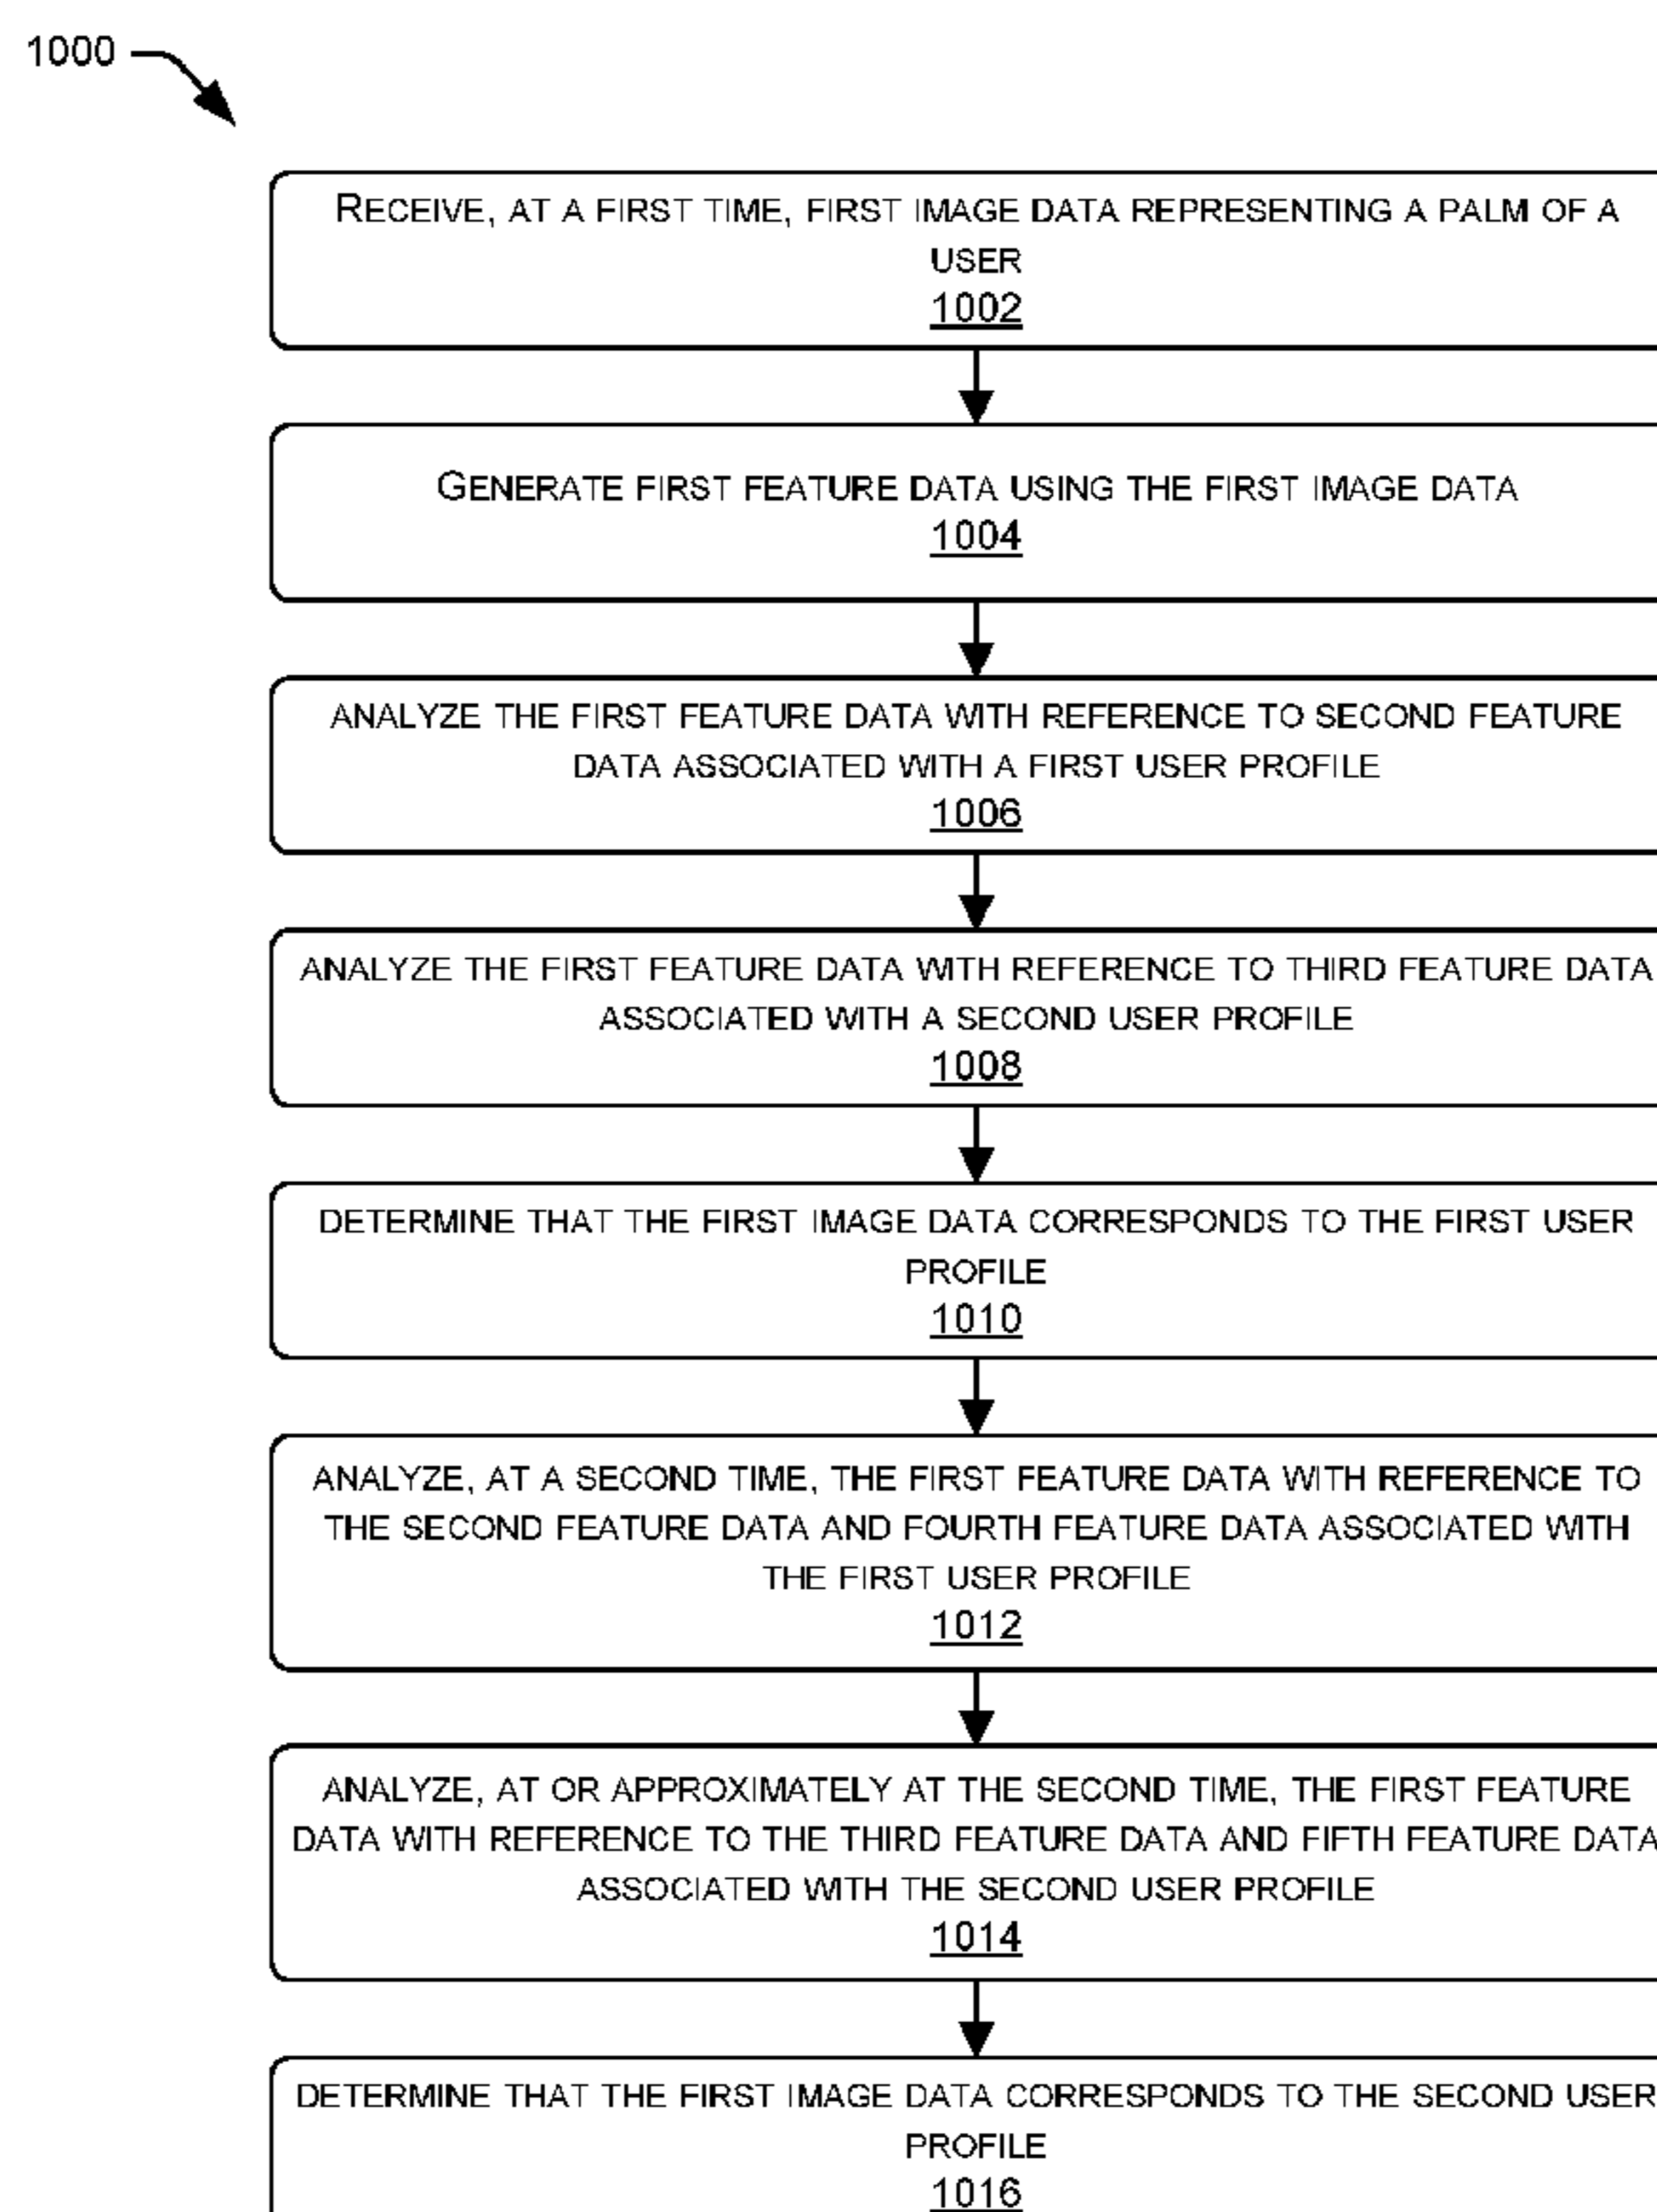 1000
RECEIVE, AT A FIRST TIME, FIRST IMAGE DATA REPRESENTING A PALM OF A
USER
1002
GENERATE FIRST FEATURE DATA USING THE FIRST IMAGE DATA
1004
ANALYZE THE FIRST FEATURE DATA WITH REFERENCE TO SECOND FEATURE
DATA ASSOCIATED WITH A FIRST USER PROFILE
1006
ANALYZE THE FIRST FEATURE DATA WITH REFERENCE TO THIRD FEATURE DATA
ASSOCIATED WITH A SECOND USER PROFILE
1008
DETERMINE THAT THE FIRST IMAGE DATA CORRESPONDS TO THE FIRST USER
PROFILE
1010
ANALYZE, AT A SECOND TIME, THE FIRST FEATURE DATA WITH REFERENCE TO
THE SECOND FEATURE DATA AND FOURTH FEATURE DATA ASSOCIATED WITH
THE FIRST USER PROFILE
1012
ANALYZE, AT OR APPROXIMATELY AT THE SECOND TIME, THE FIRST FEATURE
DATA WITH REFERENCE TO THE THIRD FEATURE DATA AND FIFTH FEATURE DATA
ASSOCIATED WITH THE SECOND USER PROFILE
1014
DETERMINE THAT THE FIRST IMAGE DATA CORRESPONDS TO THE SECOND USER
PROFILE
1016